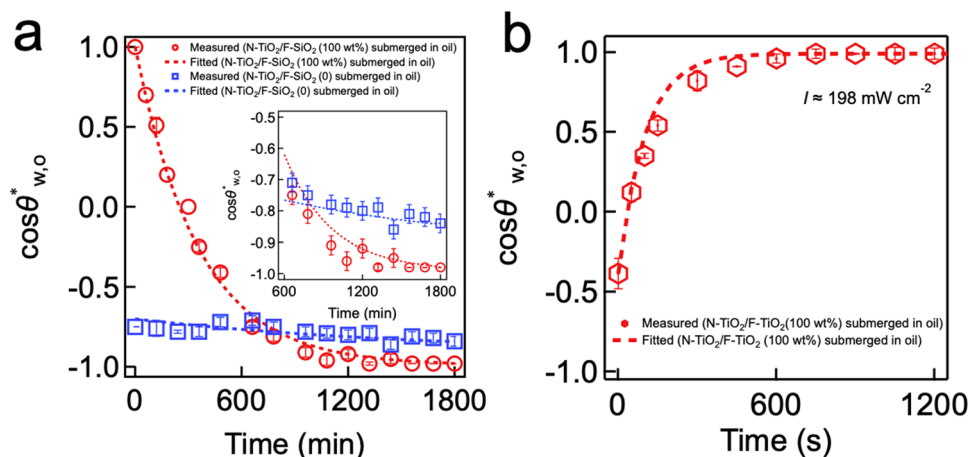 a
1.0
0.5
0.0
-0.5
-1.0
cosθ*w,o
Measured (N-TiO2/F-SiO2 (100 wt%) submerged in oil)
Fitted (N-TiO2/F-SiO2 (100 wt%) submerged in oil)
Measured (N-TiO2/F-SiO2 (0) submerged in oil)
Fitted (N-TiO2/F-SiO2 (0) submerged in oil)
-0.5
-0.6
-0.7
-0.8
-0.9
-1.0
cosθ*w,o
600 1200 1800
Time (min)
0 600 1200 1800
Time (min)
b
1.0
0.5
0.0
-0.5
-1.0
cosθ*w,o
I ≈ 198 mW cm-2
Measured (N-TiO2/F-TiO2(100 wt%) submerged in oil)
Fitted (N-TiO2/F-TiO2 (100 wt%) submerged in oil)
0 600 1200
Time (s)